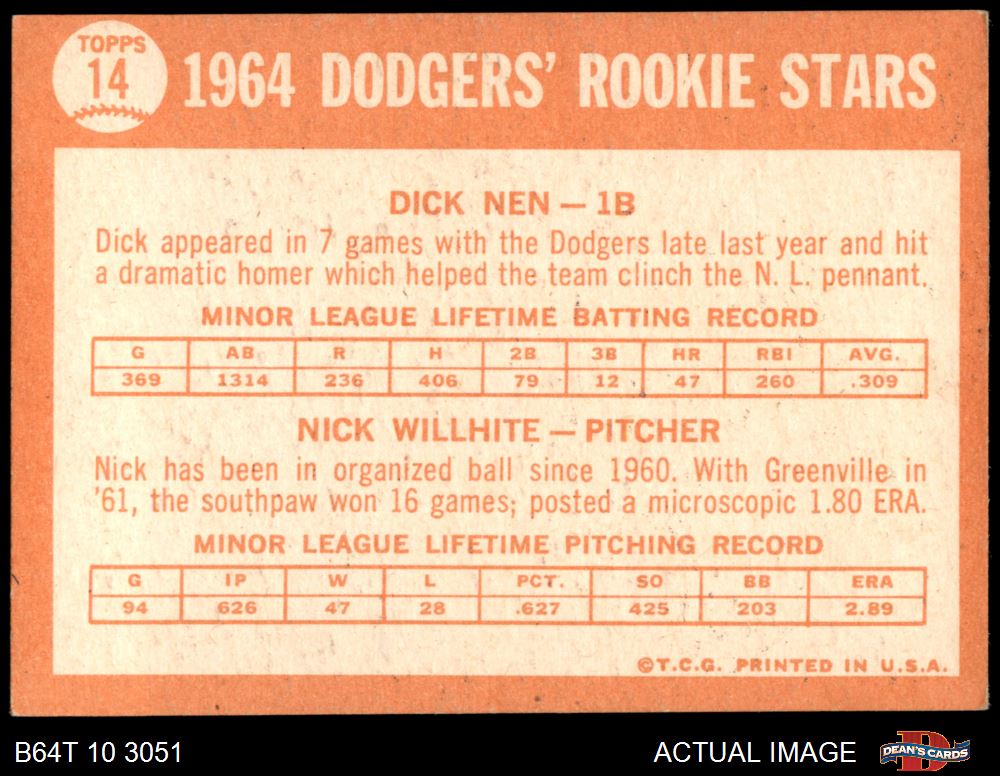 TOPPS
14
1964 DODGERS' ROOKIE STARS
DICK NEN — 1B
Dick appeared in 7 games with the Dodgers late last year and hit
a dramatic homer which helped the team clinch the N. L. pennant.
MINOR LEAGUE LIFETIME BATTING RECORD
G AB R H 2B 3B HR RBI AVG.
369 1314 236 406 79 12 47 260 .309
NICK WILLHITE — PITCHER
Nick has been in organized ball since 1960. With Greenville in
'61, the southpaw won 16 games; posted a microscopic 1.80 ERA.
MINOR LEAGUE LIFETIME PITCHING RECORD
G IP W L PCT. SO BB ERA
94 626 47 28 .627 425 203 2.89
©T.C.G. PRINTED IN U.S.A.
B64T 10 3051 ACTUAL IMAGE D DEAN'S CARDS